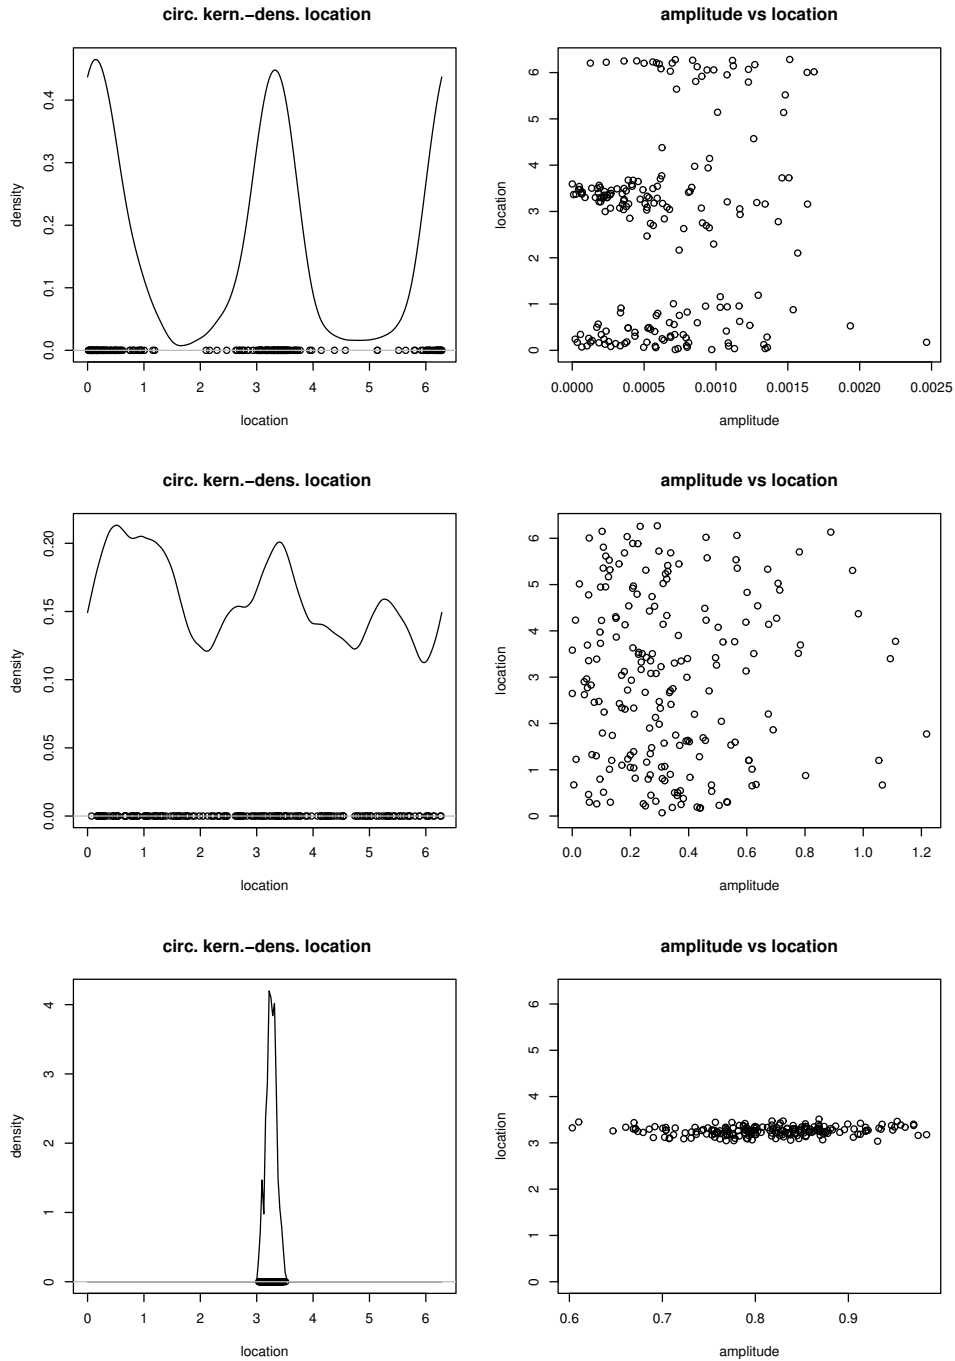 circ. kern.−dens. location
density
0.0 0.1 0.2 0.3 0.4
0 1 2 3 4 5 6
location
amplitude vs location
location
0 1 2 3 4 5 6
0.0000 0.0005 0.0010 0.0015 0.0020 0.0025
amplitude
circ. kern.−dens. location
density
0.00 0.05 0.10 0.15 0.20
0 1 2 3 4 5 6
location
amplitude vs location
location
0 1 2 3 4 5 6
0.0 0.2 0.4 0.6 0.8 1.0 1.2
amplitude
circ. kern.−dens. location
density
0 1 2 3 4
0 1 2 3 4 5 6
location
amplitude vs location
location
0 1 2 3 4 5 6
0.6 0.7 0.8 0.9
amplitude